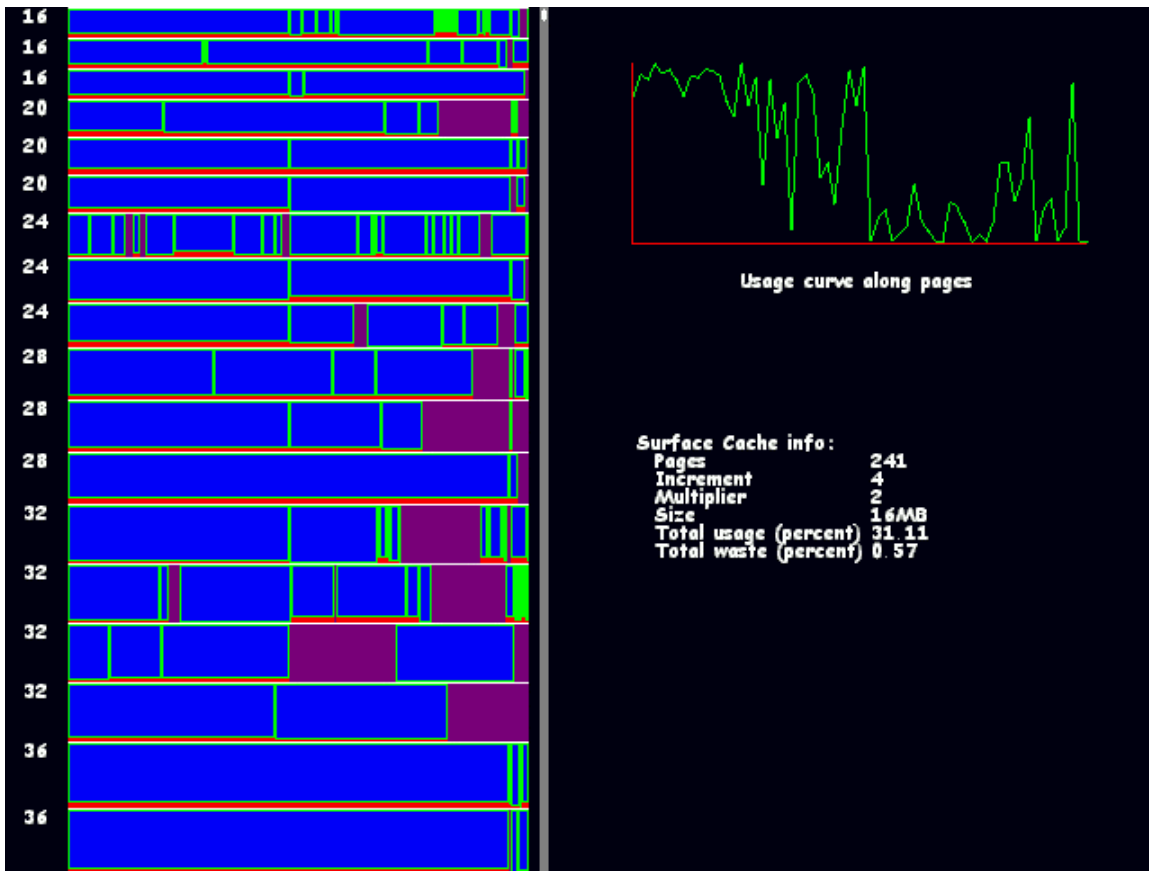 16
16
16
20
20
20
24
24
24
28
28
28
32
32
32
32
36
36
Usage curve along pages
Surface Cache info:
Pages 241
Increment 4
Multiplier 2
Size 16MB
Total usage (percent) 31.11
Total waste (percent) 0.57